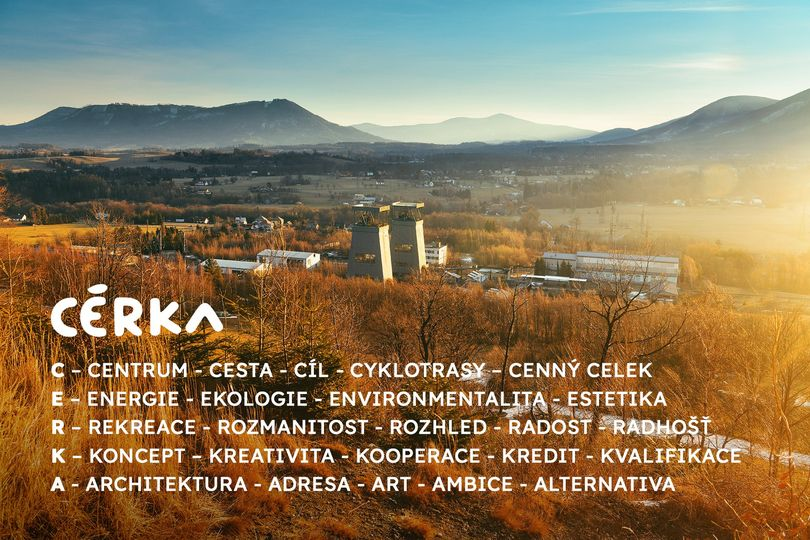 CÉRKA
C – CENTRUM - CESTA - CÍL - CYKLOTRASY – CENNÝ CELEK
E – ENERGIE - EKOLOGIE - ENVIRONMENTALITA - ESTETIKA
R – REKREACE - ROZMANITOST - ROZHLED - RADOST - RADHOŠŤ
K – KONCEPT – KREATIVITA - KOOPERACE - KREDIT - KVALIFIKACE
A - ARCHITEKTURA - ADRESA - ART - AMBICE - ALTERNATIVA